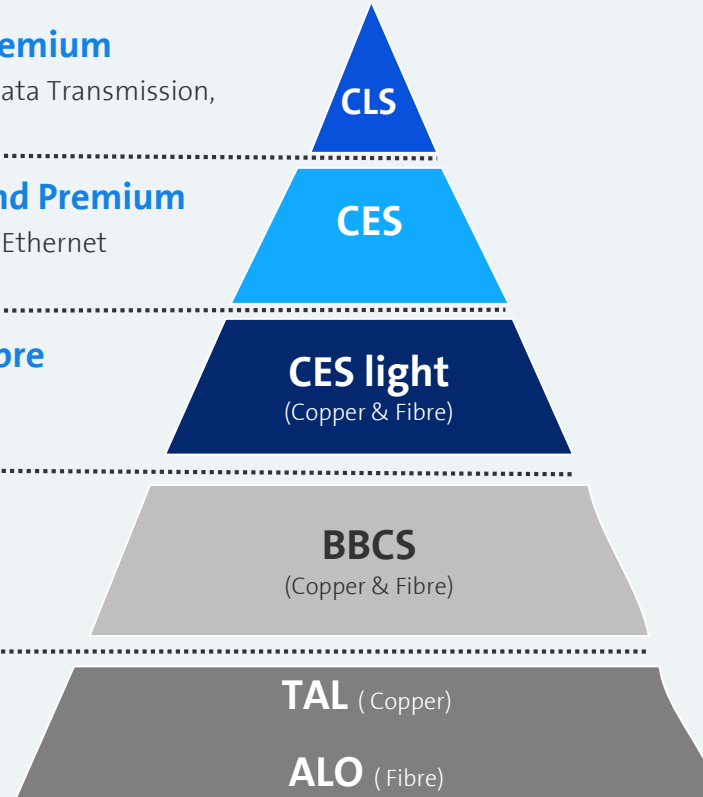 emium
ata Transmission,
CLS
nd Premium
Ethernet
CES
bre
CES light
(Copper & Fibre)
BBCS
(Copper & Fibre)
TAL ( Copper)
ALO ( Fibre)